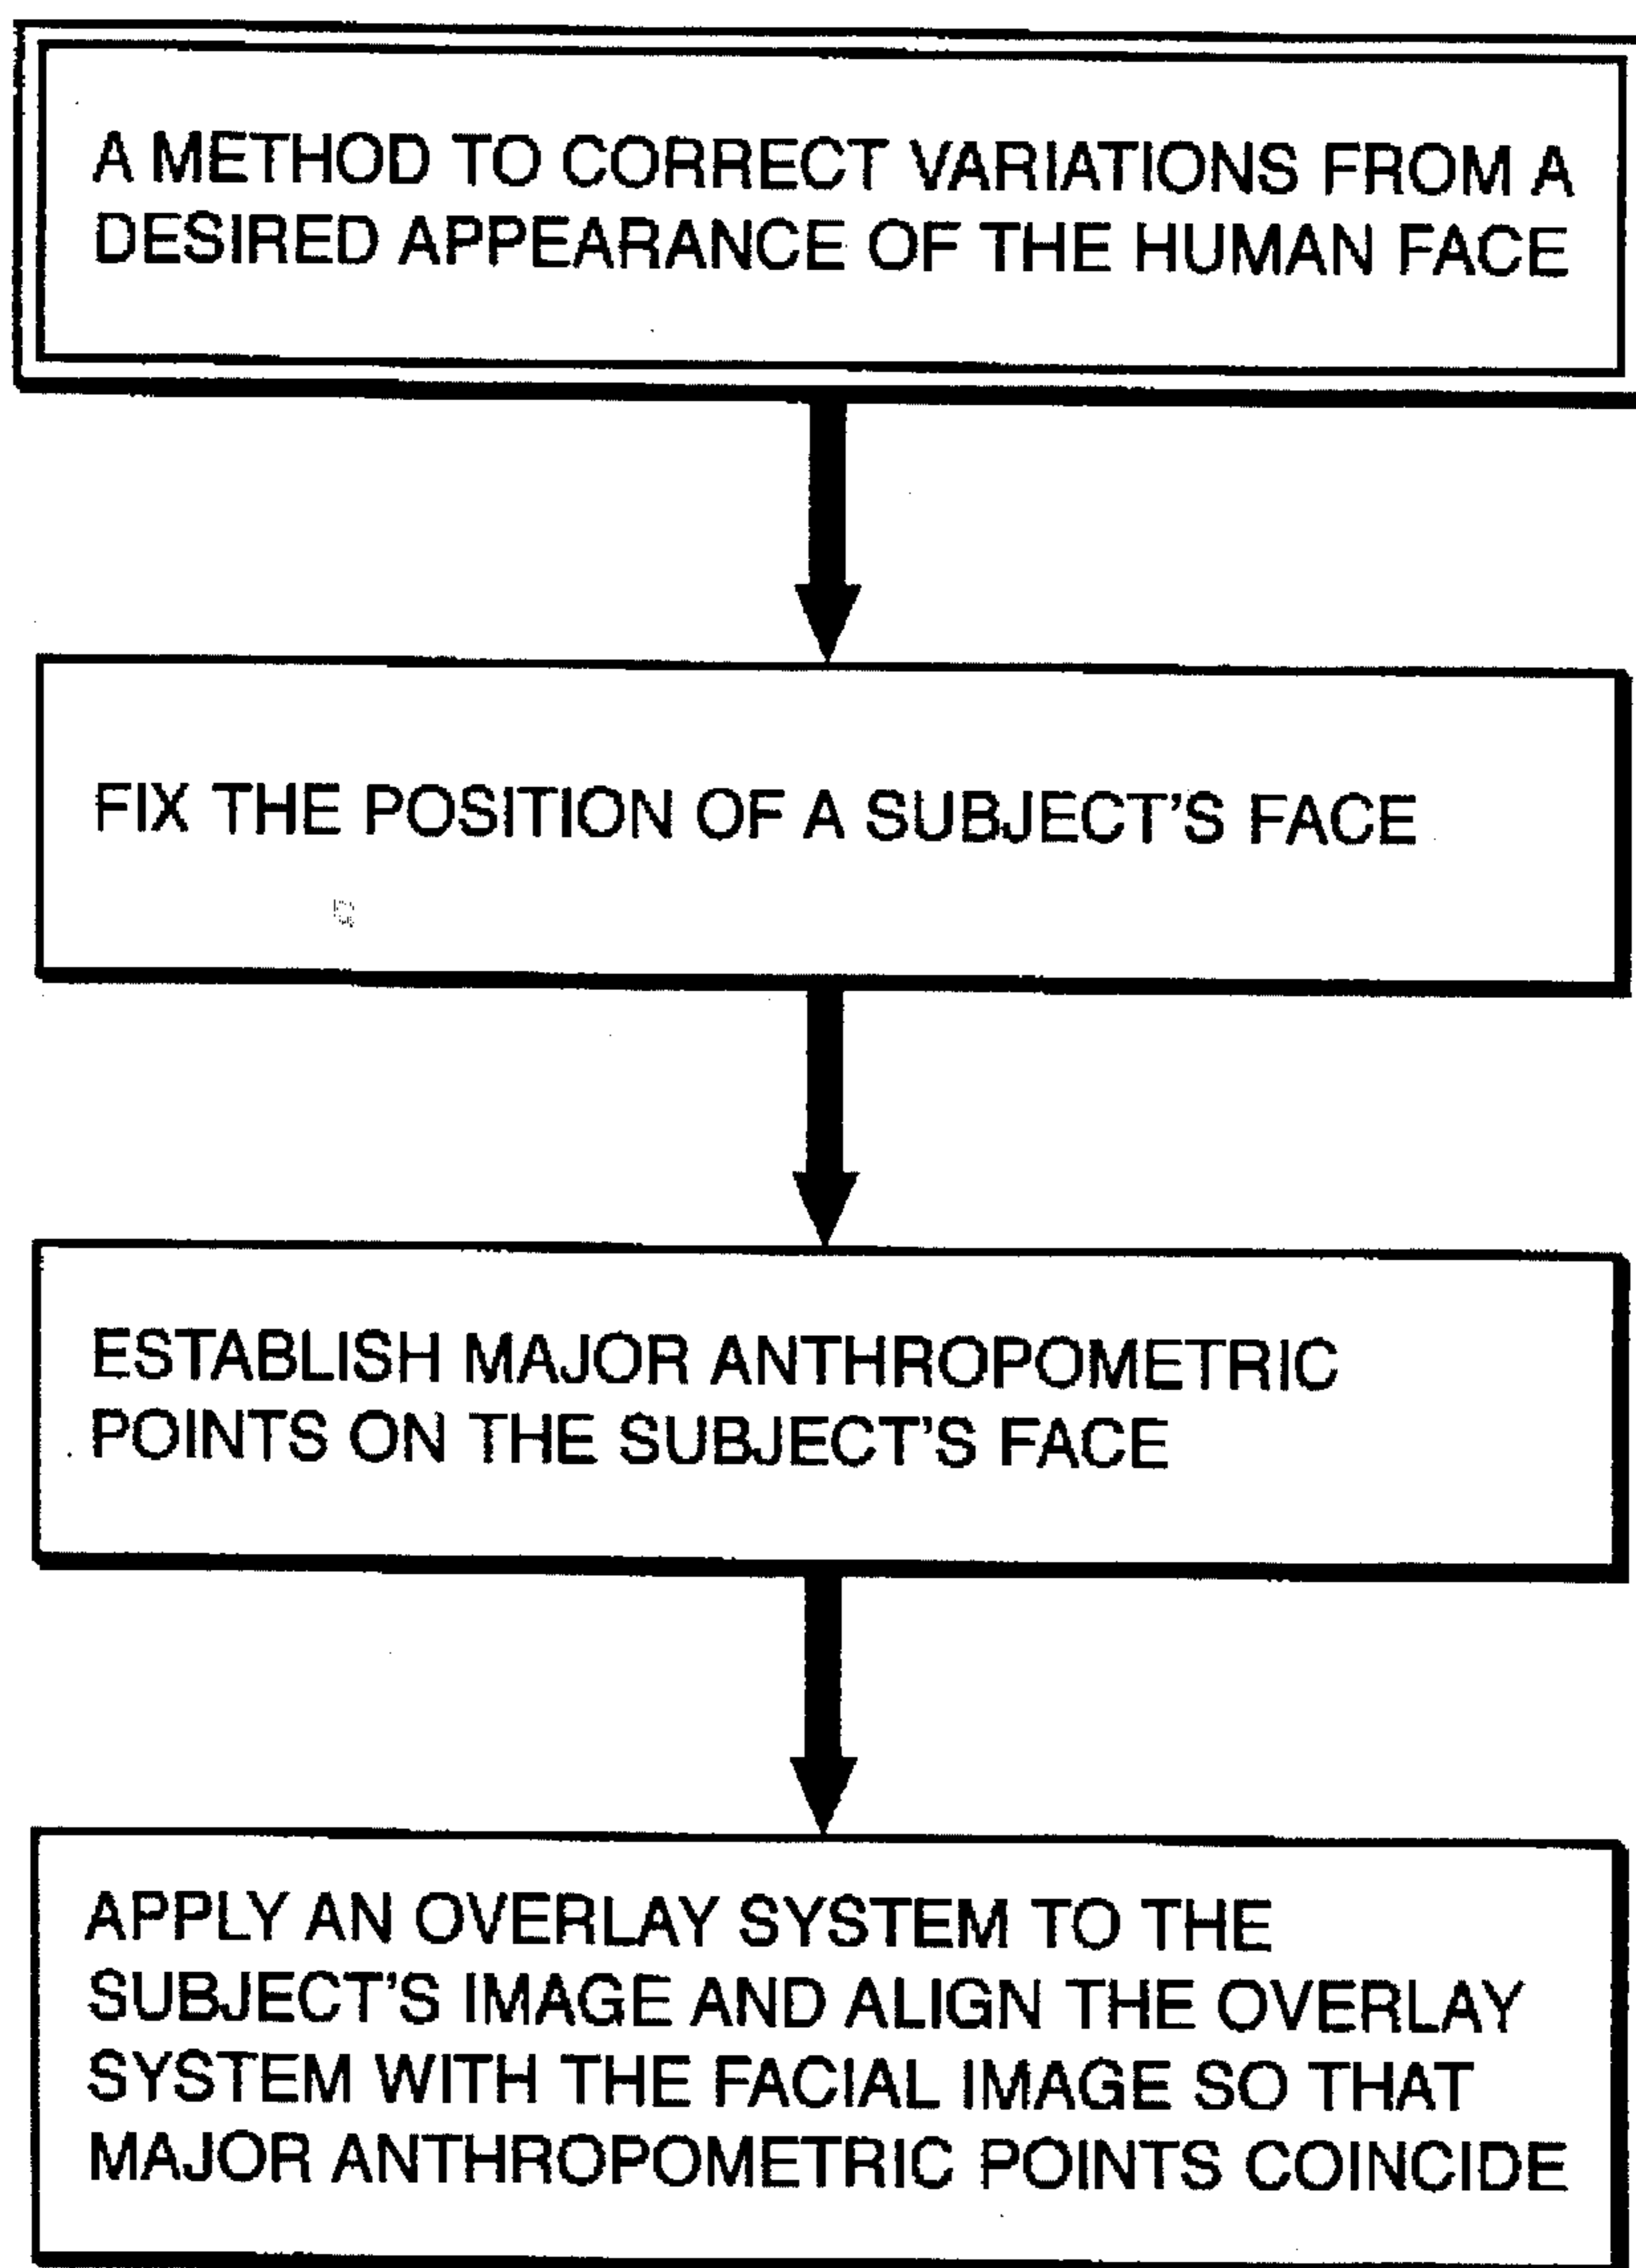 A METHOD TO CORRECT VARIATIONS FROM A
DESIRED APPEARANCE OF THE HUMAN FACE
FIX THE POSITION OF A SUBJECT'S FACE
ESTABLISH MAJOR ANTHROPOMETRIC
POINTS ON THE SUBJECT'S FACE
APPLY AN OVERLAY SYSTEM TO THE
SUBJECT'S IMAGE AND ALIGN THE OVERLAY
SYSTEM WITH THE FACIAL IMAGE SO THAT
MAJOR ANTHROPOMETRIC POINTS COINCIDE